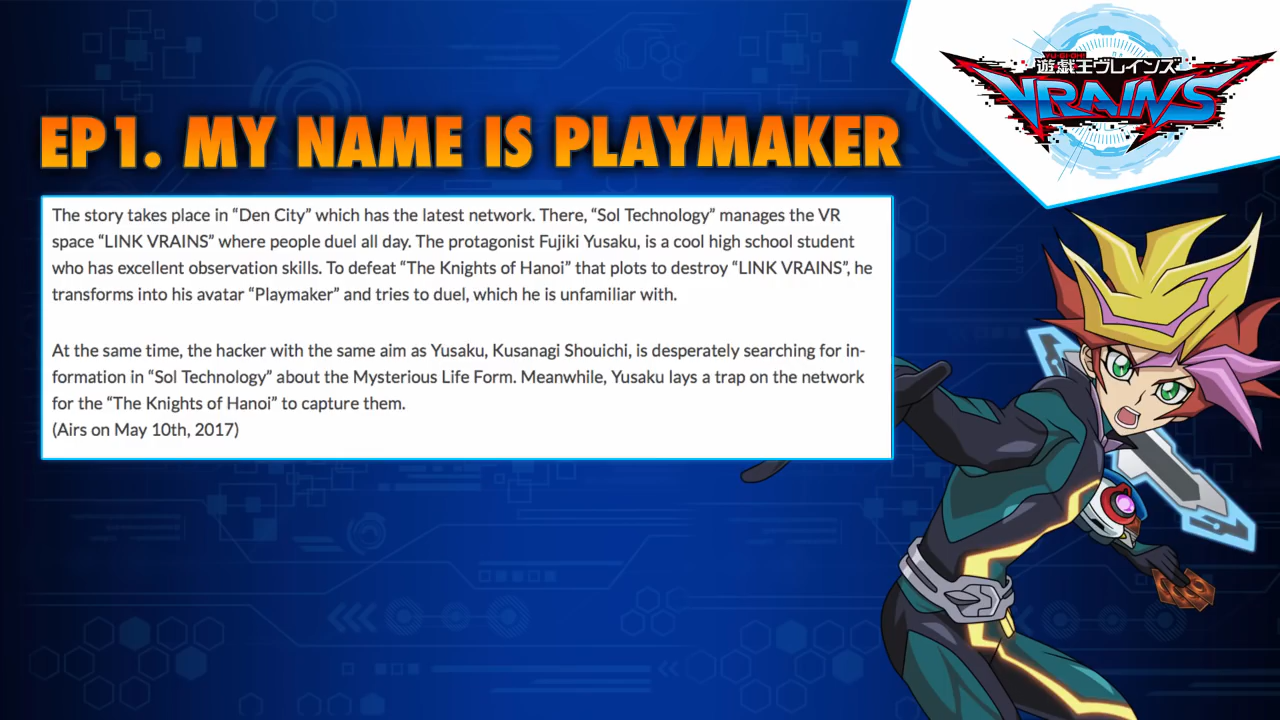 YU-GI-OH!
遊戯王ヴレインズ
VRAINS
EP1. MY NAME IS PLAYMAKER
The story takes place in “Den City” which has the latest network. There, “Sol Technology” manages the VR
space “LINK VRAINS” where people duel all day. The protagonist Fujiki Yusaku, is a cool high school student
who has excellent observation skills. To defeat “The Knights of Hanoi” that plots to destroy “LINK VRAINS”, he
transforms into his avatar “Playmaker” and tries to duel, which he is unfamiliar with.
At the same time, the hacker with the same aim as Yusaku, Kusanagi Shouichi, is desperately searching for in-
formation in “Sol Technology” about the Mysterious Life Form. Meanwhile, Yusaku lays a trap on the network
for the “The Knights of Hanoi” to capture them.
(Airs on May 10th, 2017)